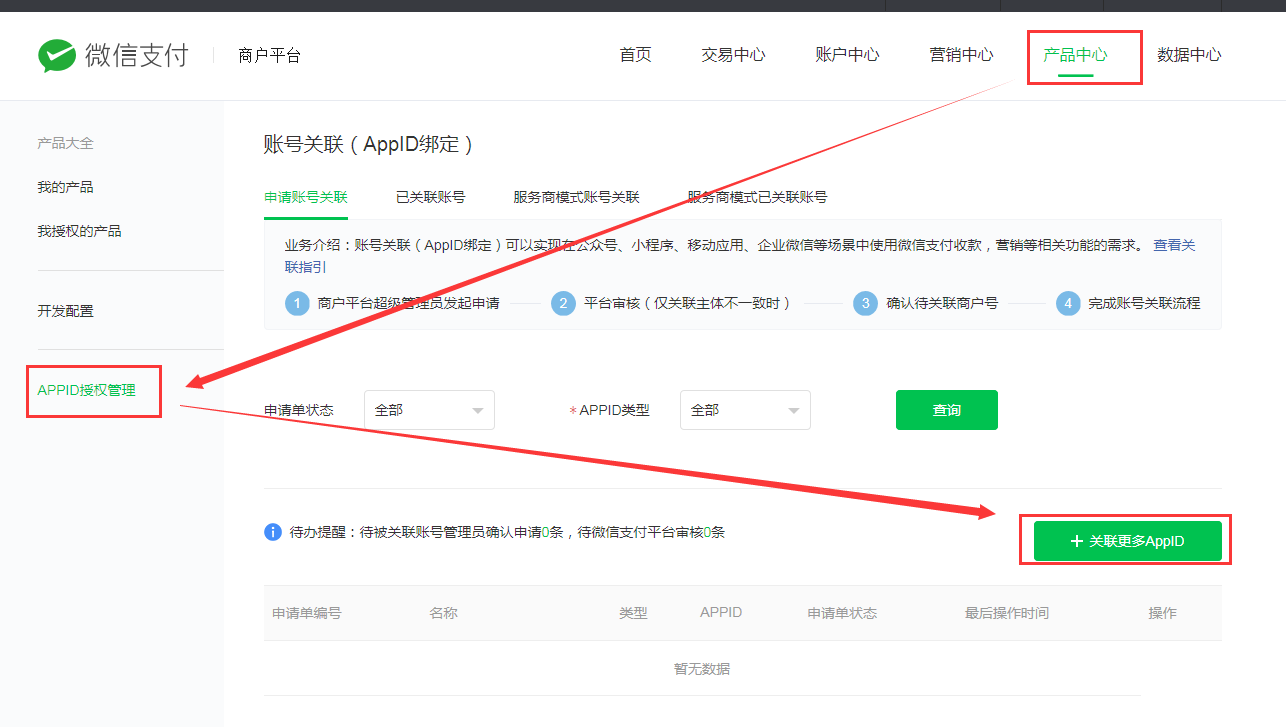 微信支付 商户平台 首页 交易中心 账户中心 营销中心 产品中心 数据中心
产品大全
我的产品
我授权的产品
开发配置
APPID授权管理
账号关联（AppID绑定）
申请账号关联 已关联账号 服务商模式账号关联 服务商模式已关联账号
业务介绍：账号关联（AppID绑定）可以实现在公众号、小程序、移动应用、企业微信等场景中使用微信支付收款，营销等相关功能的需求。 查看关
联指引
1 商户平台超级管理员发起申请 2 平台审核（仅关联主体不一致时） 3 确认待关联商户号 4 完成账号关联流程
申请单状态 全部 *APPID类型 全部 查询
待办提醒：待被关联账号管理员确认申请0条，待微信支付平台审核0条
+ 关联更多AppID
申请单编号 名称 类型 APPID 申请单状态 最后操作时间 操作
暂无数据